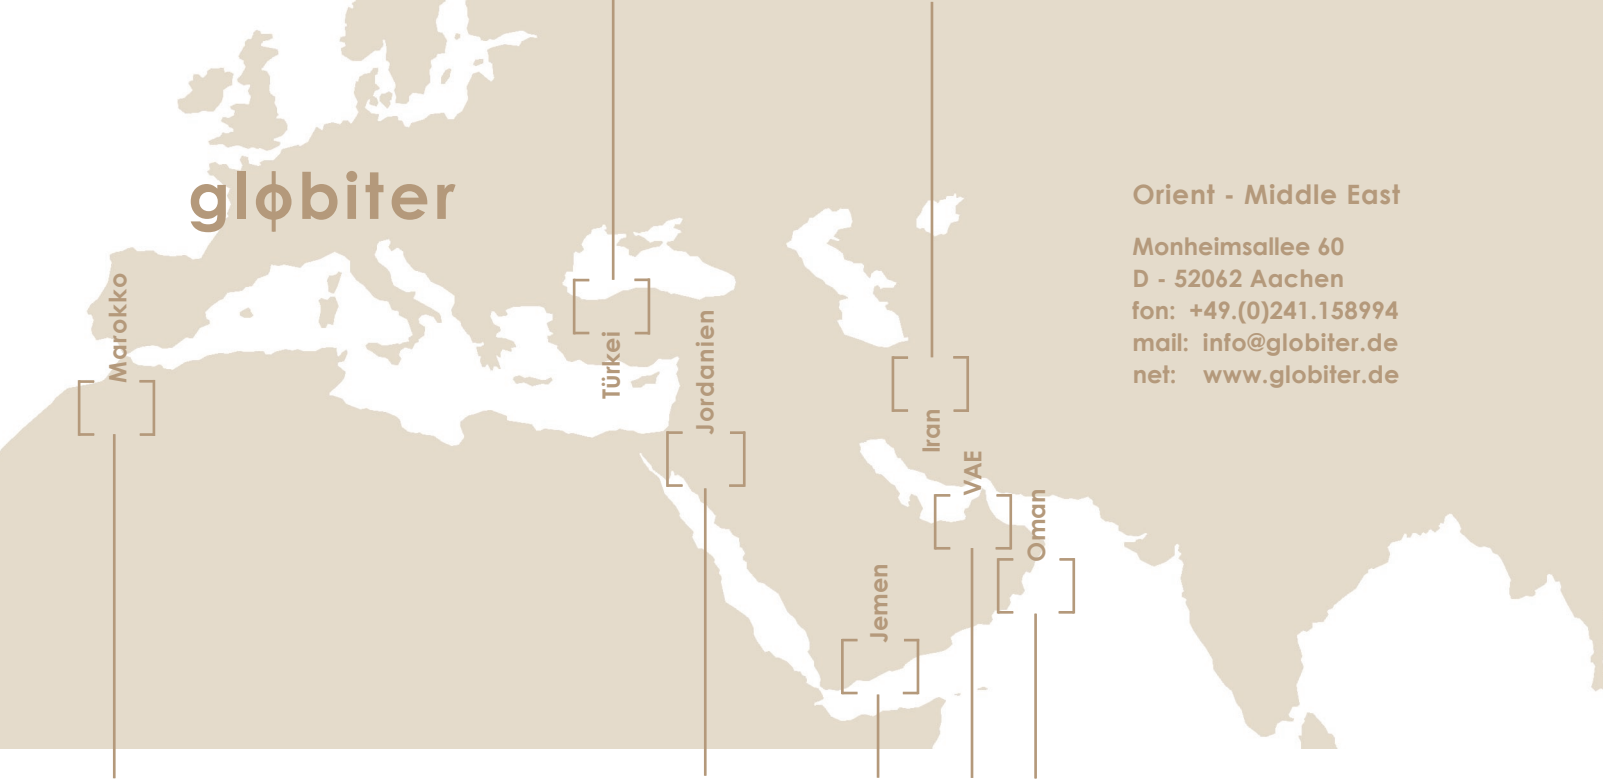 gløbiter
Orient - Middle East
Monheimsallee 60
D - 52062 Aachen
fon: +49.(0)241.158994
mail: info@globiter.de
net: www.globiter.de
Marokko
Türkei
Jordanien
Iran
VAE
Oman
Jemen